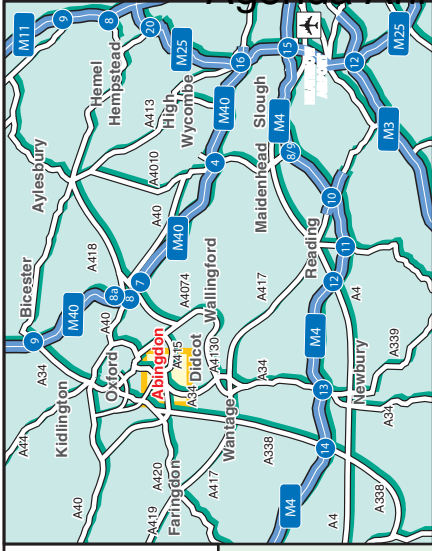 A44
Bicester
M11
9
A34
Aylesbury
9
Kidlington
M40
A40
A418
Hemel
Hempstead
8
A40
8a
8
7
Oxford
20
A419
A420
Abingdon
A413
A4010
A40
M25
Faringdon
A415
A34
Didcot
A4074
M40
High
Wycombe
A417
A4130
Wallingford
4
M40
16
Wantage
A338
A34
A417
Maidenhead
Slough
M4
8/9
15
M4
14
13
M4
Reading
12
11
10
A4
A4
Newbury
12
A338
A34
A339
M3
M25